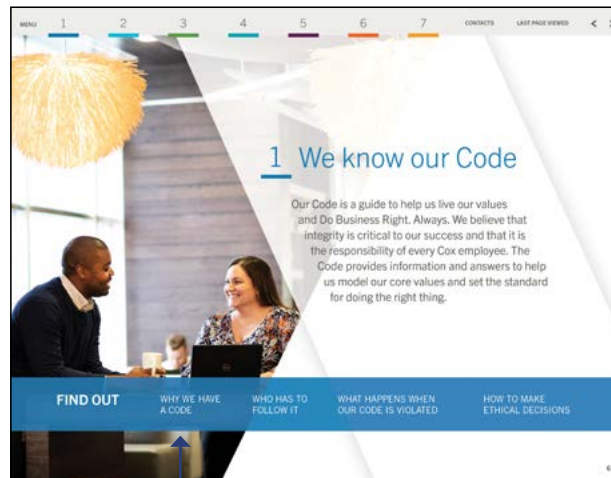 MENU 1 2 3 4 5 6 7 CONTACTS LAST PAGE VIEWED <
1 We know our Code
Our Code is a guide to help us live our values
and Do Business Right. Always. We believe that
integrity is critical to our success and that it is
the responsibility of every Cox employee. The
Code provides information and answers to help
us model our core values and set the standard
for doing the right thing.
FIND OUT
WHY WE HAVE
A CODE
WHO HAS TO
FOLLOW IT
WHAT HAPPENS WHEN
OUR CODE IS VIOLATED
HOW TO MAKE
ETHICAL DECISIONS
6